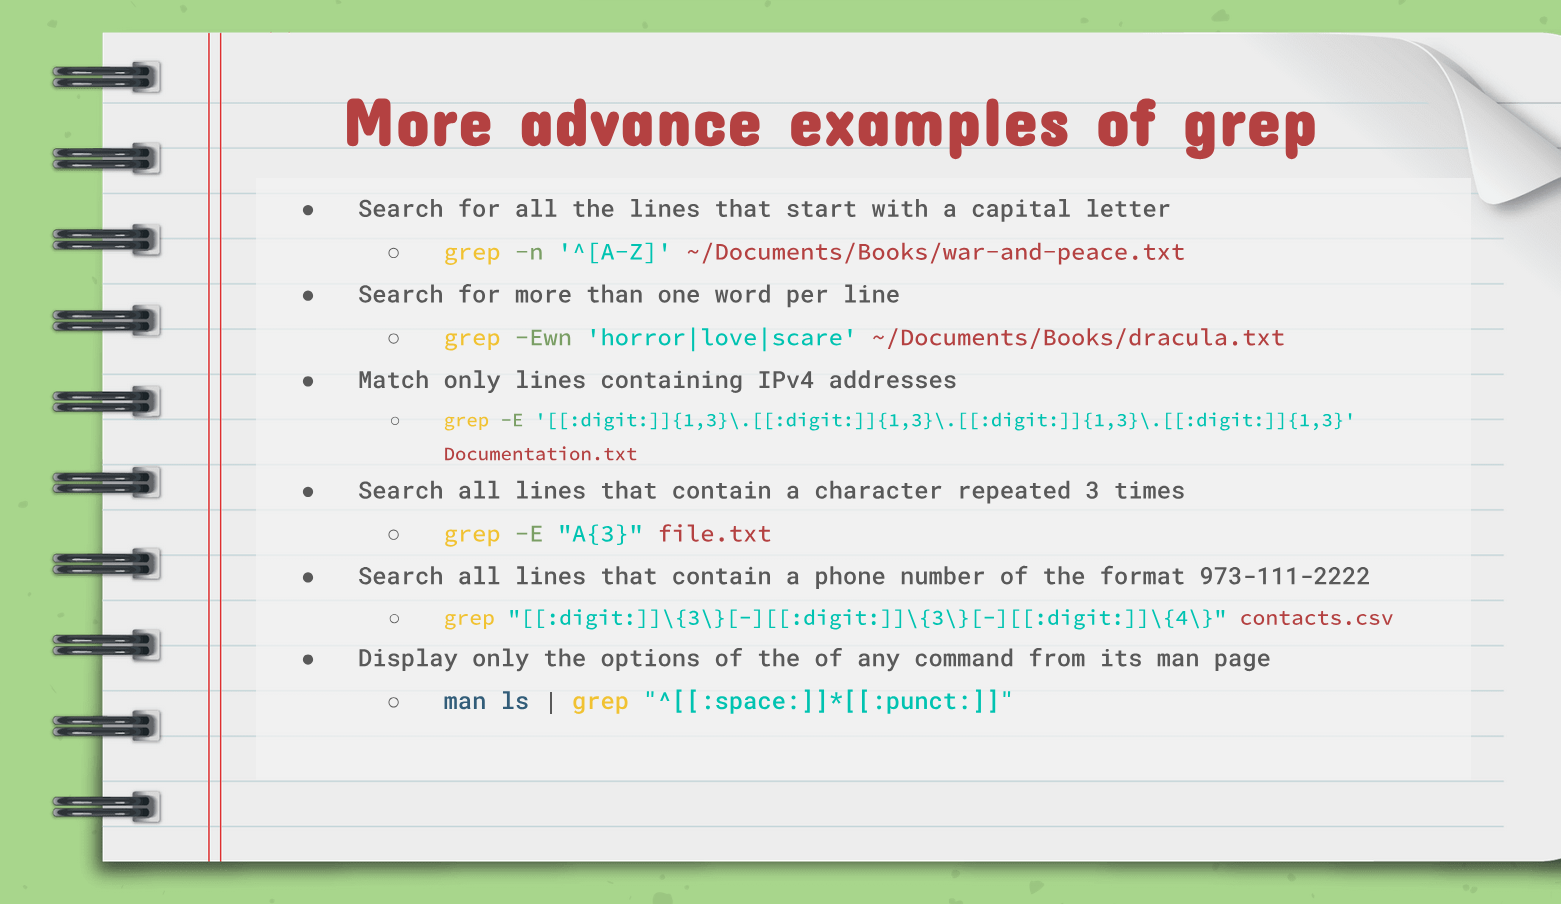 More advance examples of grep
● Search for all the lines that start with a capital letter
○ grep -n '^[A-Z]' ~/Documents/Books/war-and-peace.txt
● Search for more than one word per line
○ grep -Ewn 'horror|love|scare' ~/Documents/Books/dracula.txt
● Match only lines containing IPv4 addresses
○ grep -E '[[:digit:]]{1,3}\.[[:digit:]]{1,3}\.[[:digit:]]{1,3}\.[[:digit:]]{1,3}'
Documentation.txt
● Search all lines that contain a character repeated 3 times
○ grep -E "A{3}" file.txt
● Search all lines that contain a phone number of the format 973-111-2222
○ grep "[[:digit:]]\{3\}[-][[:digit:]]\{3\}[-][[:digit:]]\{4\}" contacts.csv
● Display only the options of the of any command from its man page
○ man ls | grep "^[[:space:]]*[[:punct:]]"